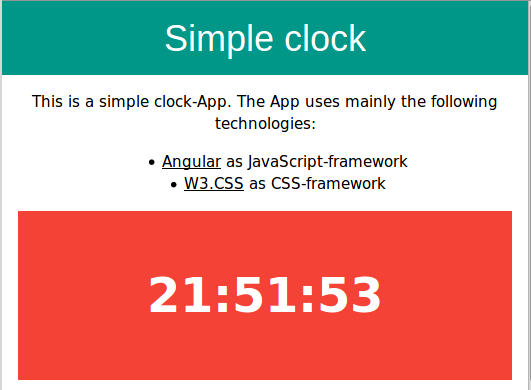 Simple clock
This is a simple clock-App. The App uses mainly the following
technologies:
• Angular as JavaScript-framework
• W3.CSS as CSS-framework
21:51:53